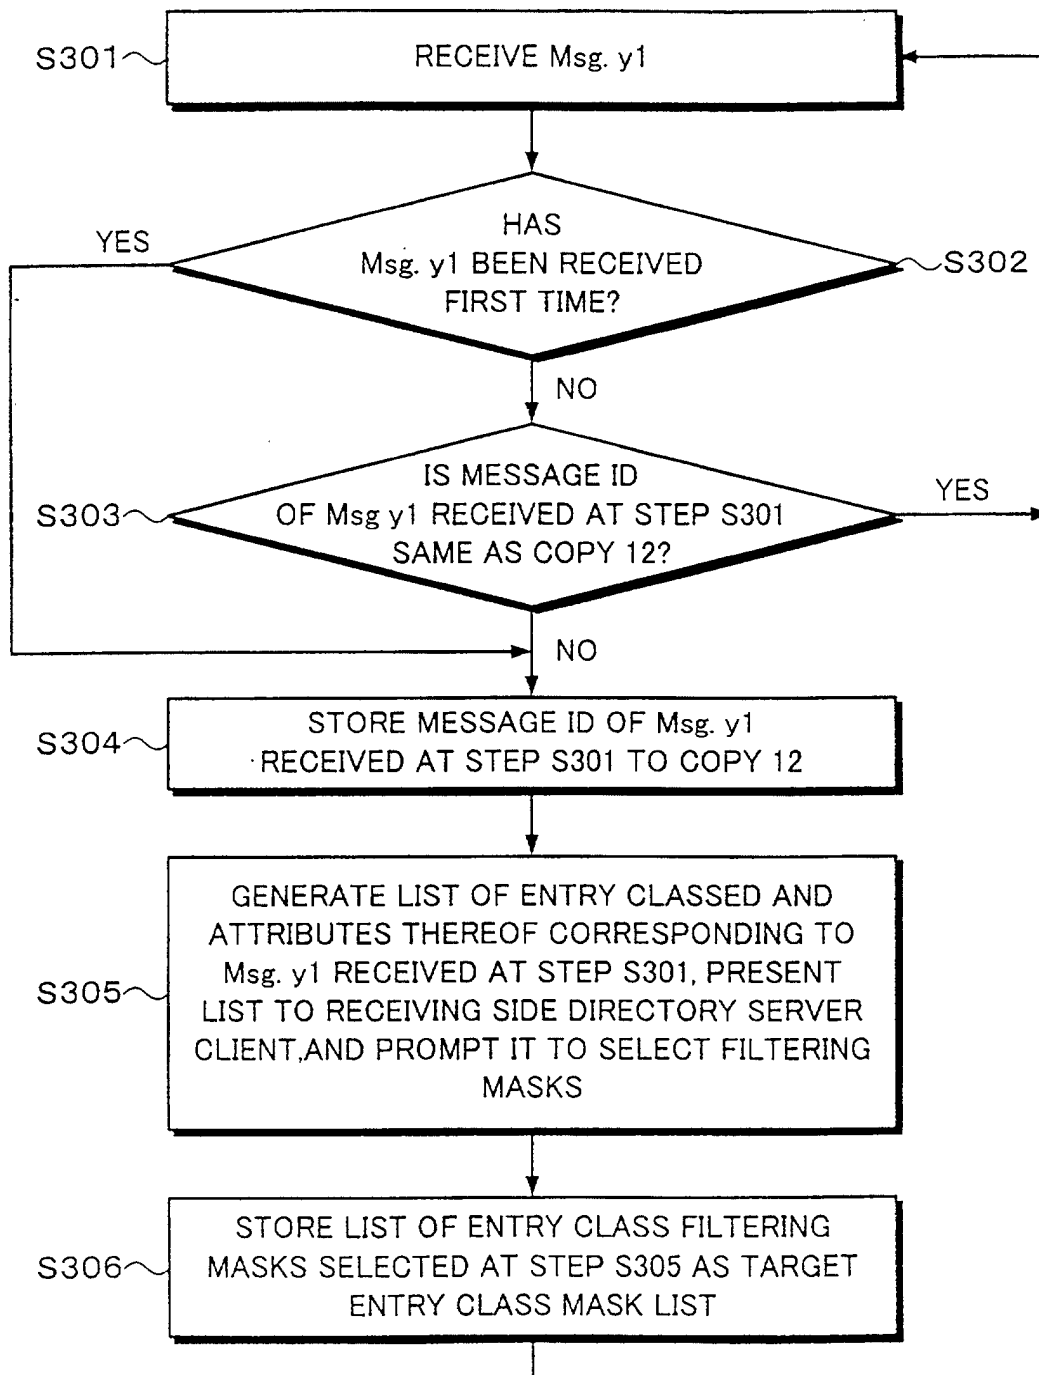 S301
RECEIVE Msg. y1
YES
HAS
Msg. y1 BEEN RECEIVED
FIRST TIME?
S302
NO
S303
IS MESSAGE ID
OF Msg y1 RECEIVED AT STEP S301
SAME AS COPY 12?
YES
NO
S304
STORE MESSAGE ID OF Msg. y1
RECEIVED AT STEP S301 TO COPY 12
S305
GENERATE LIST OF ENTRY CLASSED AND
ATTRIBUTES THEREOF CORRESPONDING TO
Msg. y1 RECEIVED AT STEP S301, PRESENT
LIST TO RECEIVING SIDE DIRECTORY SERVER
CLIENT,AND PROMPT IT TO SELECT FILTERING
MASKS
S306
STORE LIST OF ENTRY CLASS FILTERING
MASKS SELECTED AT STEP S305 AS TARGET
ENTRY CLASS MASK LIST